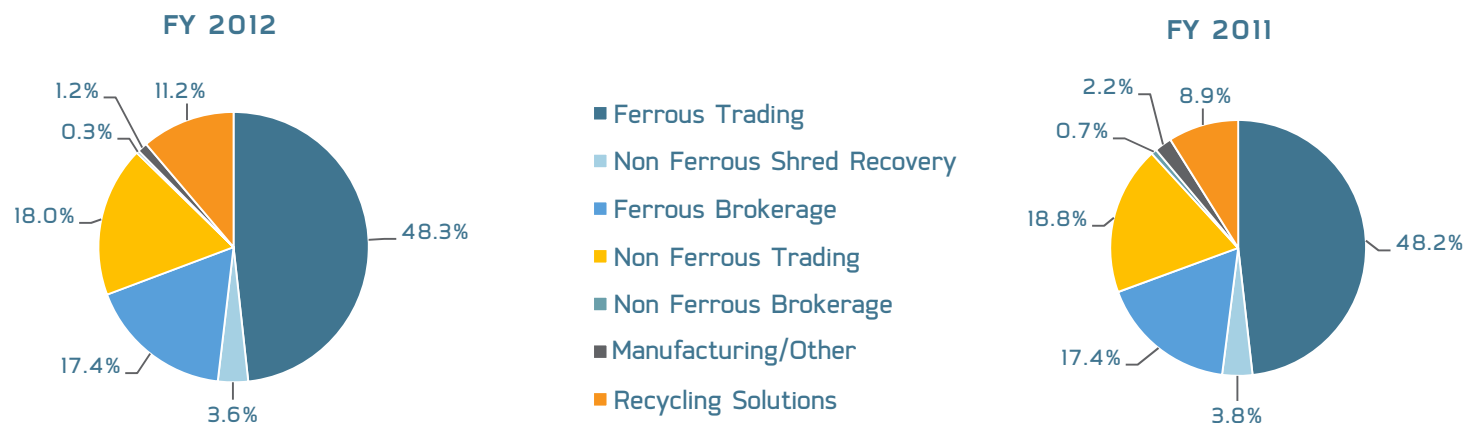 FY 2012
1.2%
11.2%
0.3%
18.0%
48.3%
17.4%
3.6%
Ferrous Trading
Non Ferrous Shred Recovery
Ferrous Brokerage
Non Ferrous Trading
Non Ferrous Brokerage
Manufacturing/Other
Recycling Solutions
FY 2011
2.2%
8.9%
0.7%
18.8%
48.2%
17.4%
3.8%